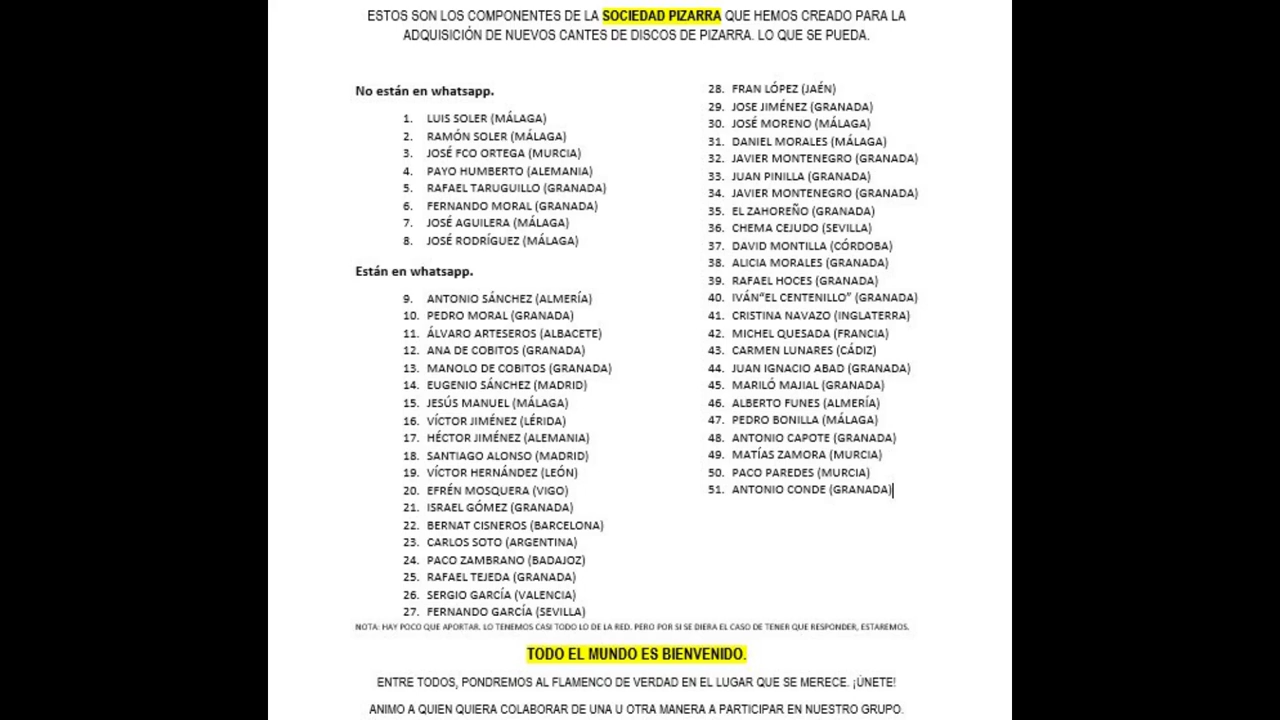 ESTOS SON LOS COMPONENTES DE LA SOCIEDAD PIZARRA QUE HEMOS CREADO PARA LA
ADQUISICIÓN DE NUEVOS CANTES DE DISCOS DE PIZARRA. LO QUE SE PUEDA.
No están en whatsapp.
1. LUIS SOLER (MÁLAGA)
2. RAMÓN SOLER (MÁLAGA)
3. JOSÉ FCO ORTEGA (MURCIA)
4. PAYO HUMBERTO (ALEMANIA)
5. RAFAEL TARUGUILLO (GRANADA)
6. FERNANDO MORAL (GRANADA)
7. JOSÉ AGUILERA (MÁLAGA)
8. JOSÉ RODRÍGUEZ (MÁLAGA)
Están en whatsapp.
9. ANTONIO SÁNCHEZ (ALMERÍA)
10. PEDRO MORAL (GRANADA)
11. ÁLVARO ARTESEROS (ALBACETE)
12. ANA DE COBITOS (GRANADA)
13. MANOLO DE COBITOS (GRANADA)
14. EUGENIO SÁNCHEZ (MADRID)
15. JESÚS MANUEL (MÁLAGA)
16. VÍCTOR JIMÉNEZ (LÉRIDA)
17. HÉCTOR JIMÉNEZ (ALEMANIA)
18. SANTIAGO ALONSO (MADRID)
19. VÍCTOR HERNÁNDEZ (LEÓN)
20. EFRÉN MOSQUERA (VIGO)
21. ISRAEL GÓMEZ (GRANADA)
22. BERNAT CISNEROS (BARCELONA)
23. CARLOS SOTO (ARGENTINA)
24. PACO ZAMBRANO (BADAJOZ)
25. RAFAEL TEJEDA (GRANADA)
26. SERGIO GARCÍA (VALENCIA)
27. FERNANDO GARCÍA (SEVILLA)
28. FRAN LÓPEZ (JAÉN)
29. JOSE JIMÉNEZ (GRANADA)
30. JOSÉ MORENO (MÁLAGA)
31. DANIEL MORALES (MÁLAGA)
32. JAVIER MONTENEGRO (GRANADA)
33. JUAN PINILLA (GRANADA)
34. JAVIER MONTENEGRO (GRANADA)
35. EL ZAHOREÑO (GRANADA)
36. CHEMA CEJUDO (SEVILLA)
37. DAVID MONTILLA (CÓRDOBA)
38. ALICIA MORALES (GRANADA)
39. RAFAEL HOCES (GRANADA)
40. IVÁN“EL CENTENILLO” (GRANADA)
41. CRISTINA NAVAZO (INGLATERRA)
42. MICHEL QUESADA (FRANCIA)
43. CARMEN LUNARES (CÁDIZ)
44. JUAN IGNACIO ABAD (GRANADA)
45. MARILÓ MAJIAL (GRANADA)
46. ALBERTO FUNES (ALMERÍA)
47. PEDRO BONILLA (MÁLAGA)
48. ANTONIO CAPOTE (GRANADA)
49. MATÍAS ZAMORA (MURCIA)
50. PACO PAREDES (MURCIA)
51. ANTONIO CONDE (GRANADA)
NOTA: HAY POCO QUE APORTAR. LO TENEMOS CASI TODO LO DE LA RED. PERO POR SI SE DIERA EL CASO DE TENER QUE RESPONDER, ESTAREMOS.
TODO EL MUNDO ES BIENVENIDO.
ENTRE TODOS, PONDREMOS AL FLAMENCO DE VERDAD EN EL LUGAR QUE SE MERECE. ¡ÚNETE!
ANIMO A QUIEN QUIERA COLABORAR DE UNA U OTRA MANERA A PARTICIPAR EN NUESTRO GRUPO.